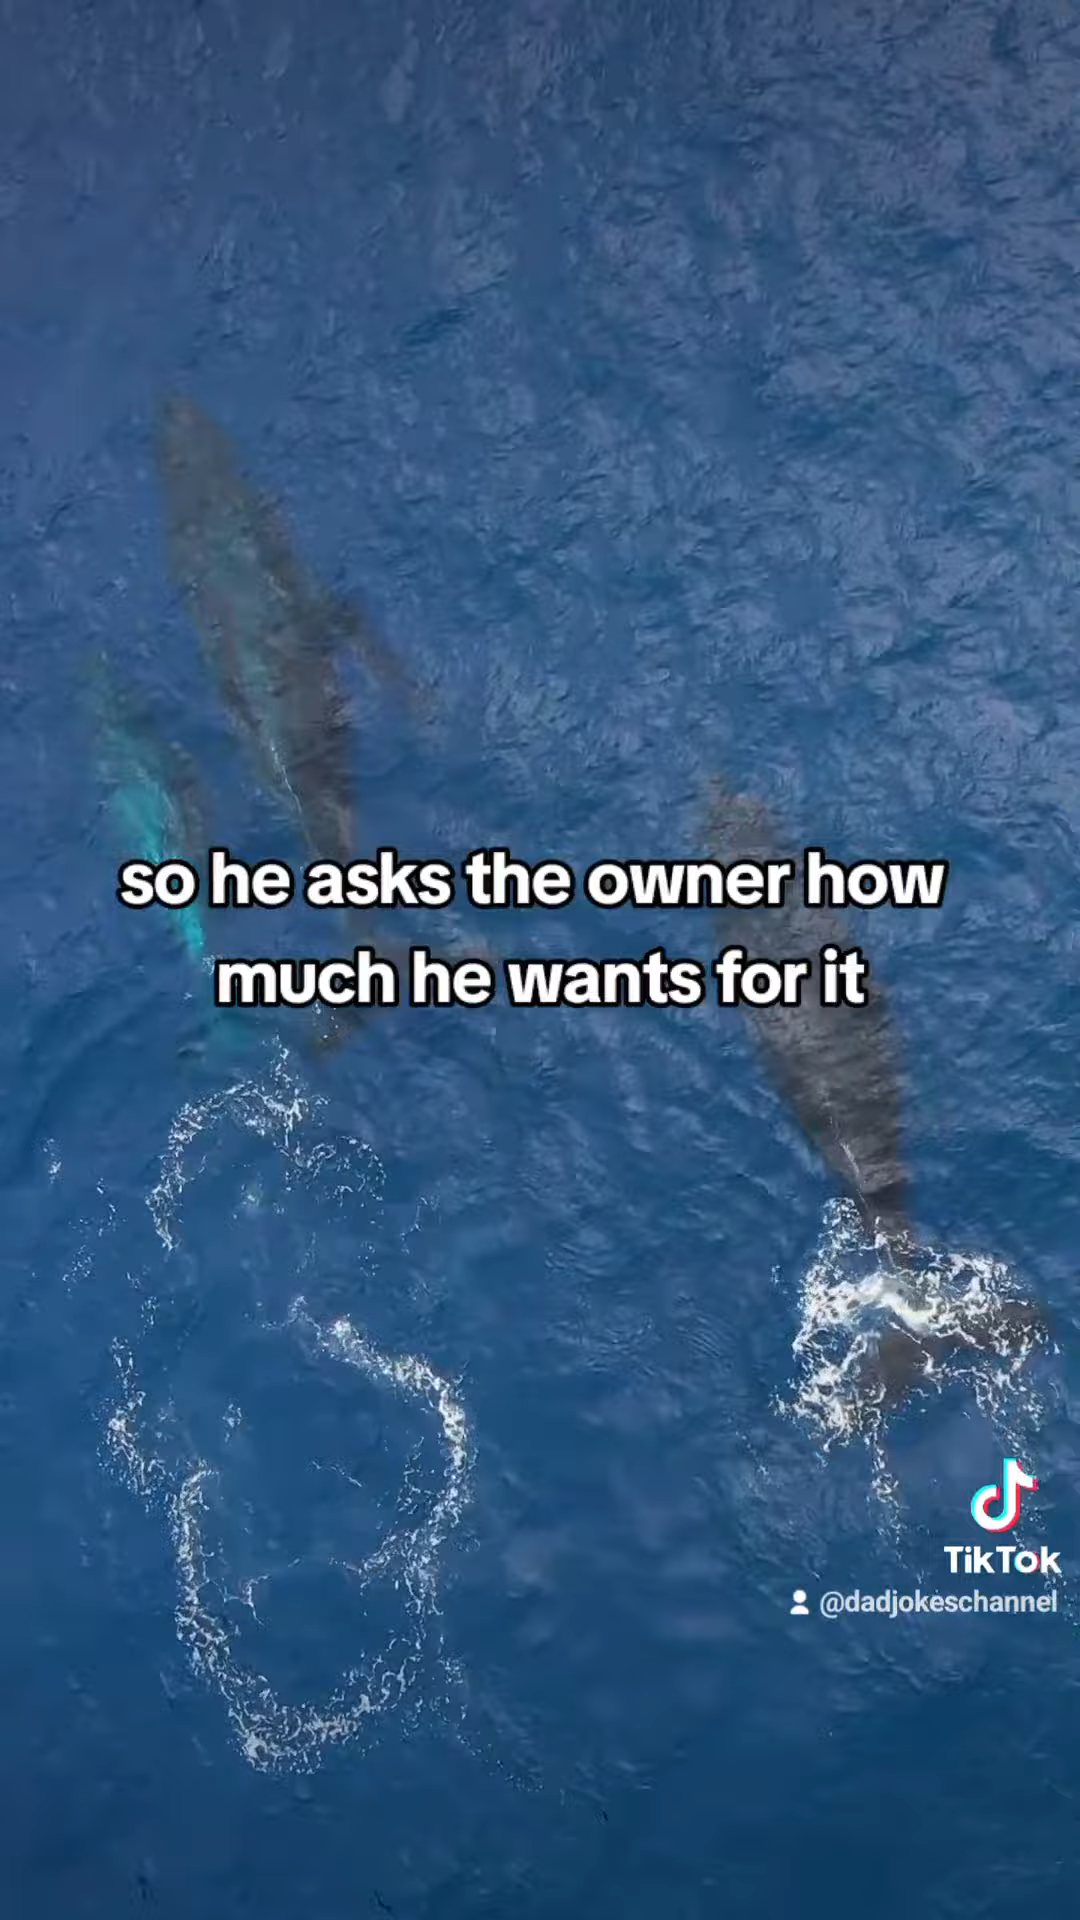 so he asks the owner how
much he wants for it
TikTok
@dadjokeschannel